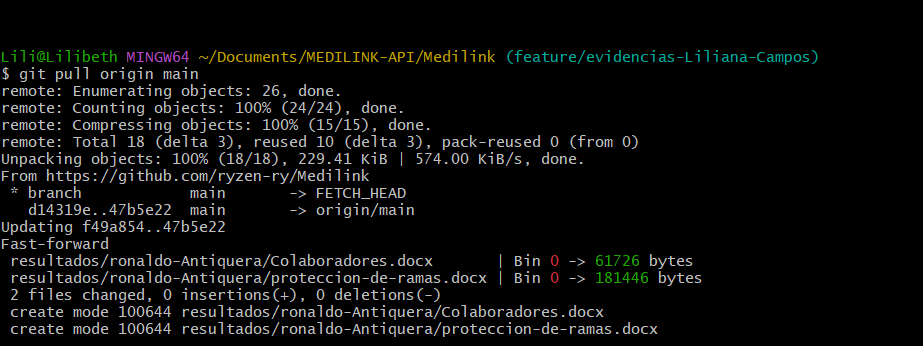 Lili@Lilibeth MINGW64 ~/Documents/MEDILINK-API/Medilink (feature/evidencias-Liliana-Campos)
$ git pull origin main
remote: Enumerating objects: 26, done.
remote: Counting objects: 100% (24/24), done.
remote: Compressing objects: 100% (15/15), done.
remote: Total 18 (delta 3), reused 10 (delta 3), pack-reused 0 (from 0)
Unpacking objects: 100% (18/18), 229.41 KiB | 574.00 KiB/s, done.
From https://github.com/ryzen-ry/Medilink
 * branch            main       -> FETCH_HEAD
   d14319e..47b5e22  main       -> origin/main
Updating f49a854..47b5e22
Fast-forward
 resultados/ronaldo-Antiquera/Colaboradores.docx       | Bin 0 -> 61726 bytes
 resultados/ronaldo-Antiquera/proteccion-de-ramas.docx | Bin 0 -> 181446 bytes
 2 files changed, 0 insertions(+), 0 deletions(-)
 create mode 100644 resultados/ronaldo-Antiquera/Colaboradores.docx
 create mode 100644 resultados/ronaldo-Antiquera/proteccion-de-ramas.docx